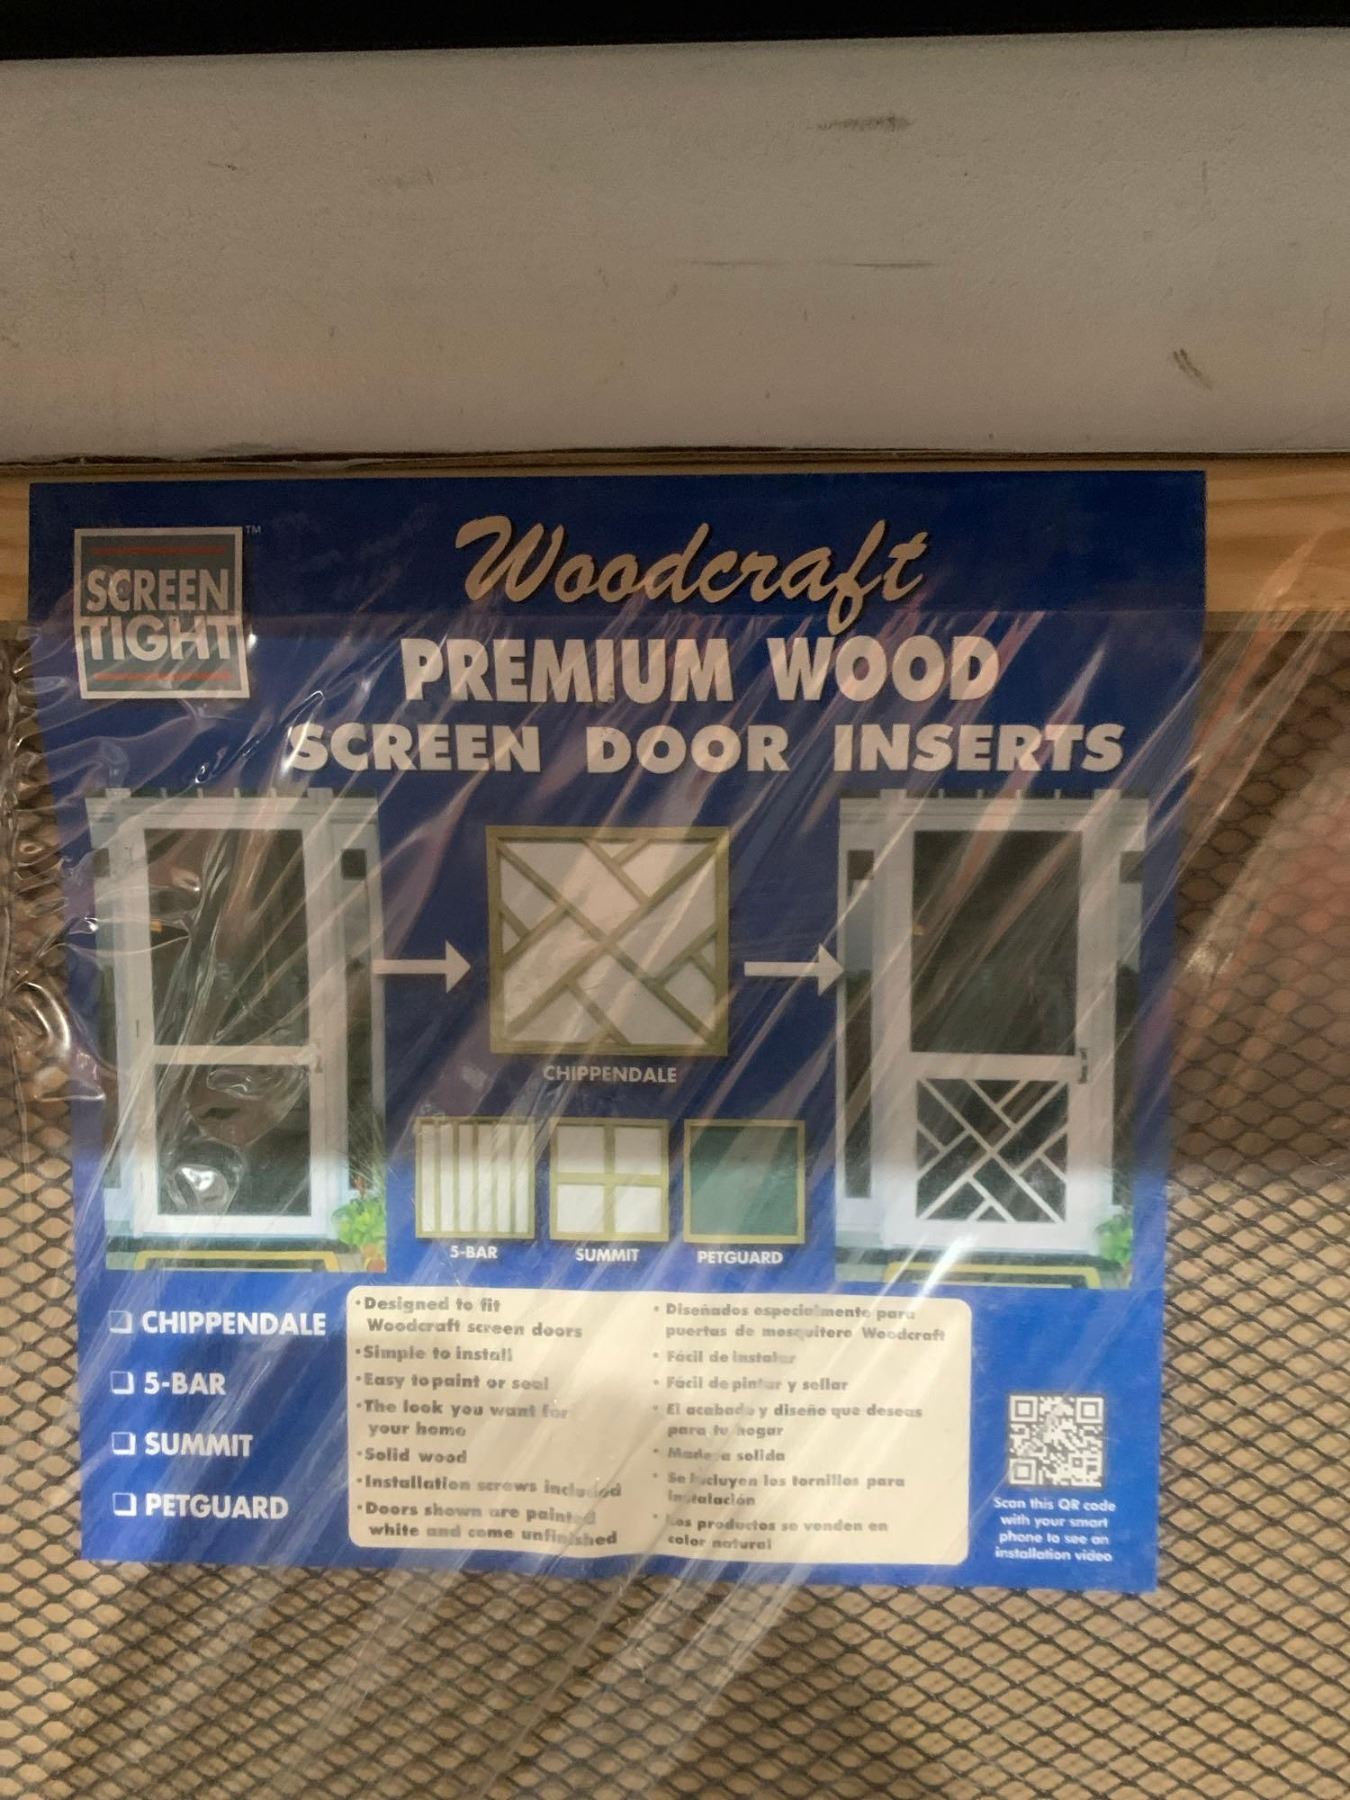 SCREEN
TIGHT
TM
Woodcraft
PREMIUM WOOD
SCREEN DOOR INSERTS
CHIPPENDALE
5-BAR
SUMMIT
PETGUARD
CHIPPENDALE
5-BAR
SUMMIT
PETGUARD
•Designed to fit
Woodcraft screen doors
•Simple to install
•Easy to paint or seal
•The look you want for
your home
•Solid wood
•Installation screws included
•Doors shown are painted
white and come unfinished
• Diseñados especialmente para
puertas de mosquitero Woodcraft
• Fácil de instalar
• Fácil de pintar y sellar
• El acabado y diseño que deseas
para tu hogar
• Madera solida
• Se incluyen los tornillos para
instalación
• Los productos se venden en
color natural
Scan this QR code
with your smart
phone to see an
installation video